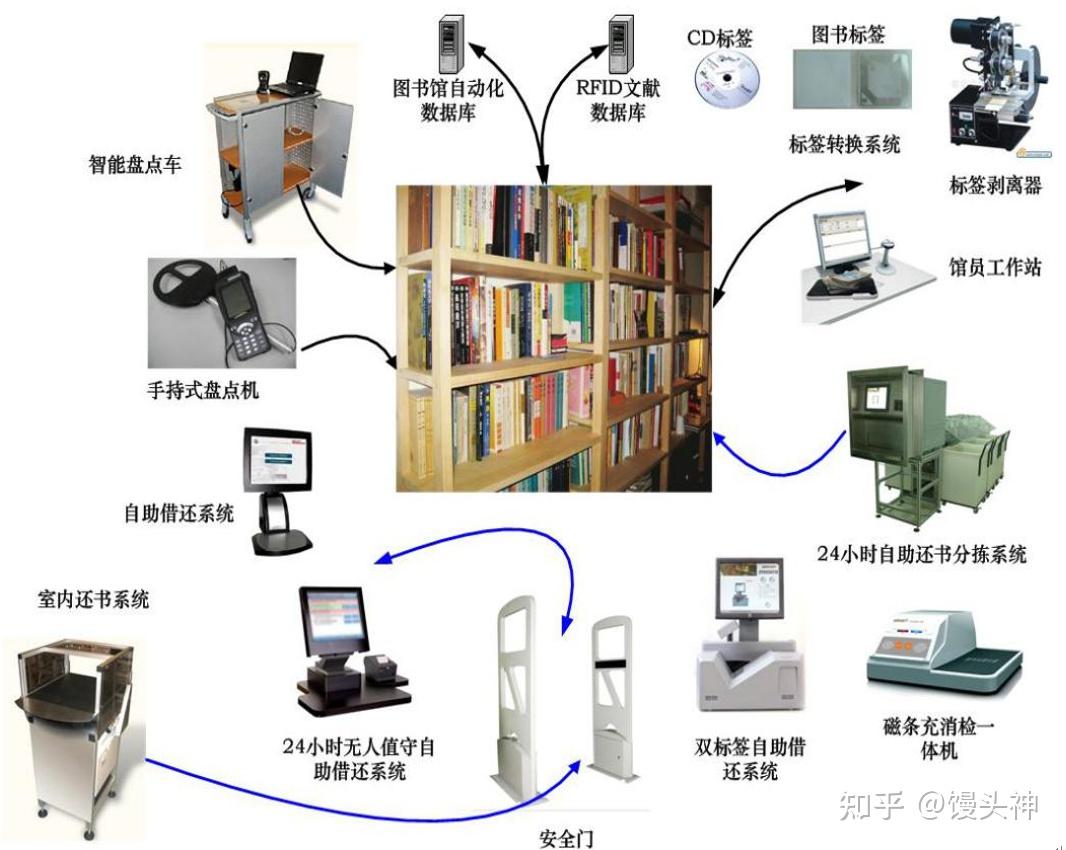 图书馆自动化
数据库
RFID文献
数据库
CD标签
图书标签
标签转换系统
标签剥离器
智能盘点车
馆员工作站
手持式盘点机
自助借还系统
24小时自助还书分拣系统
室内还书系统
24小时无人值守自
助借还系统
双标签自助借
还系统
磁条充消检一
体机
安全门
知乎 @馒头神